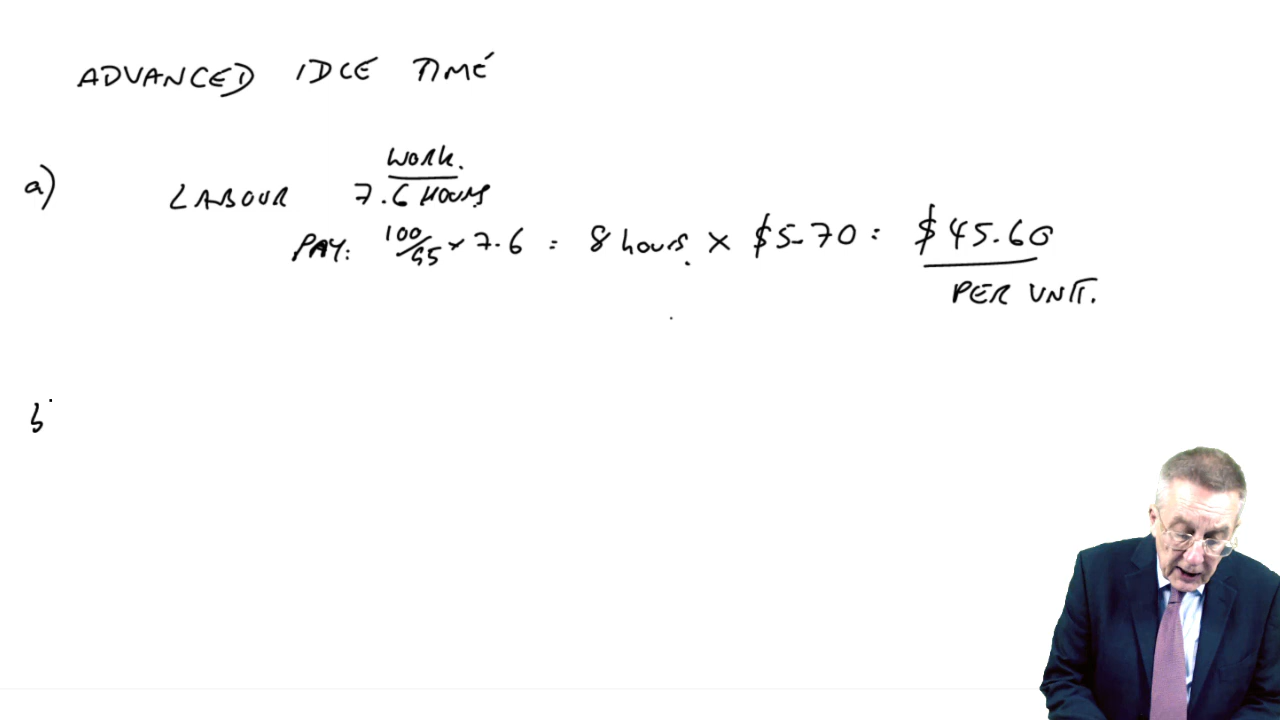 ADVANCED IDLE TIME
a)
WORK.
LABOUR 7.6 HOURS
PAY: 100/95 × 7.6 = 8 hours × $5.70 = $45.60
PER UNIT.
b